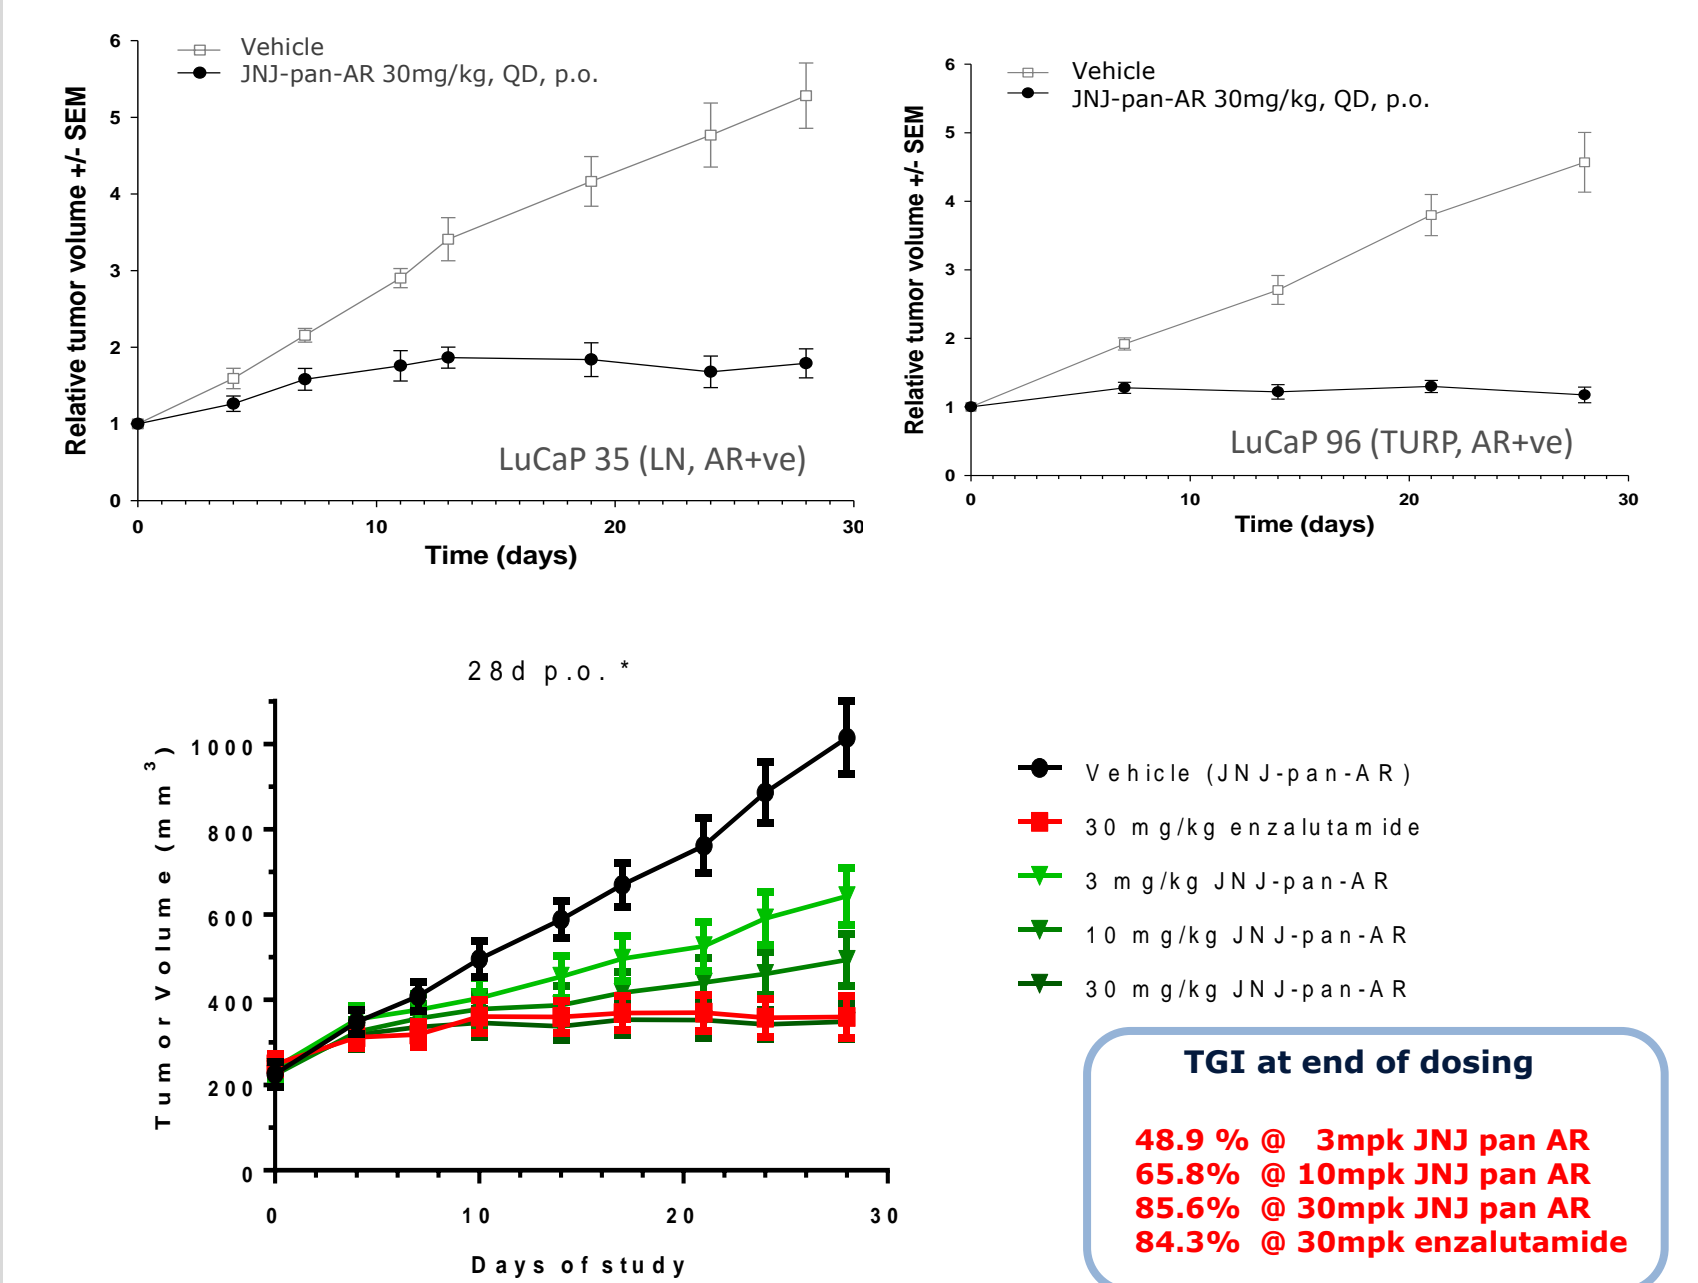 Vehicle
JNJ-pan-AR 30mg/kg, QD, p.o.
Relative tumor volume +/- SEM
6
5
4
3
2
1
0
0 10 20 30
LuCaP 35 (LN, AR+ve)
Time (days)
Vehicle
JNJ-pan-AR 30mg/kg, QD, p.o.
Relative tumor volume +/- SEM
6
5
4
3
2
1
0
0 10 20 30
LuCaP 96 (TURP, AR+ve)
Time (days)
28d p.o. *
Tumor Volume (mm³)
1000
800
600
400
200
0
0 10 20 30
Days of study
Vehicle (JNJ-pan-AR)
30 mg/kg enzalutamide
3 mg/kg JNJ-pan-AR
10 mg/kg JNJ-pan-AR
30 mg/kg JNJ-pan-AR
TGI at end of dosing
48.9 % @ 3mpk JNJ pan AR
65.8% @ 10mpk JNJ pan AR
85.6% @ 30mpk JNJ pan AR
84.3% @ 30mpk enzalutamide